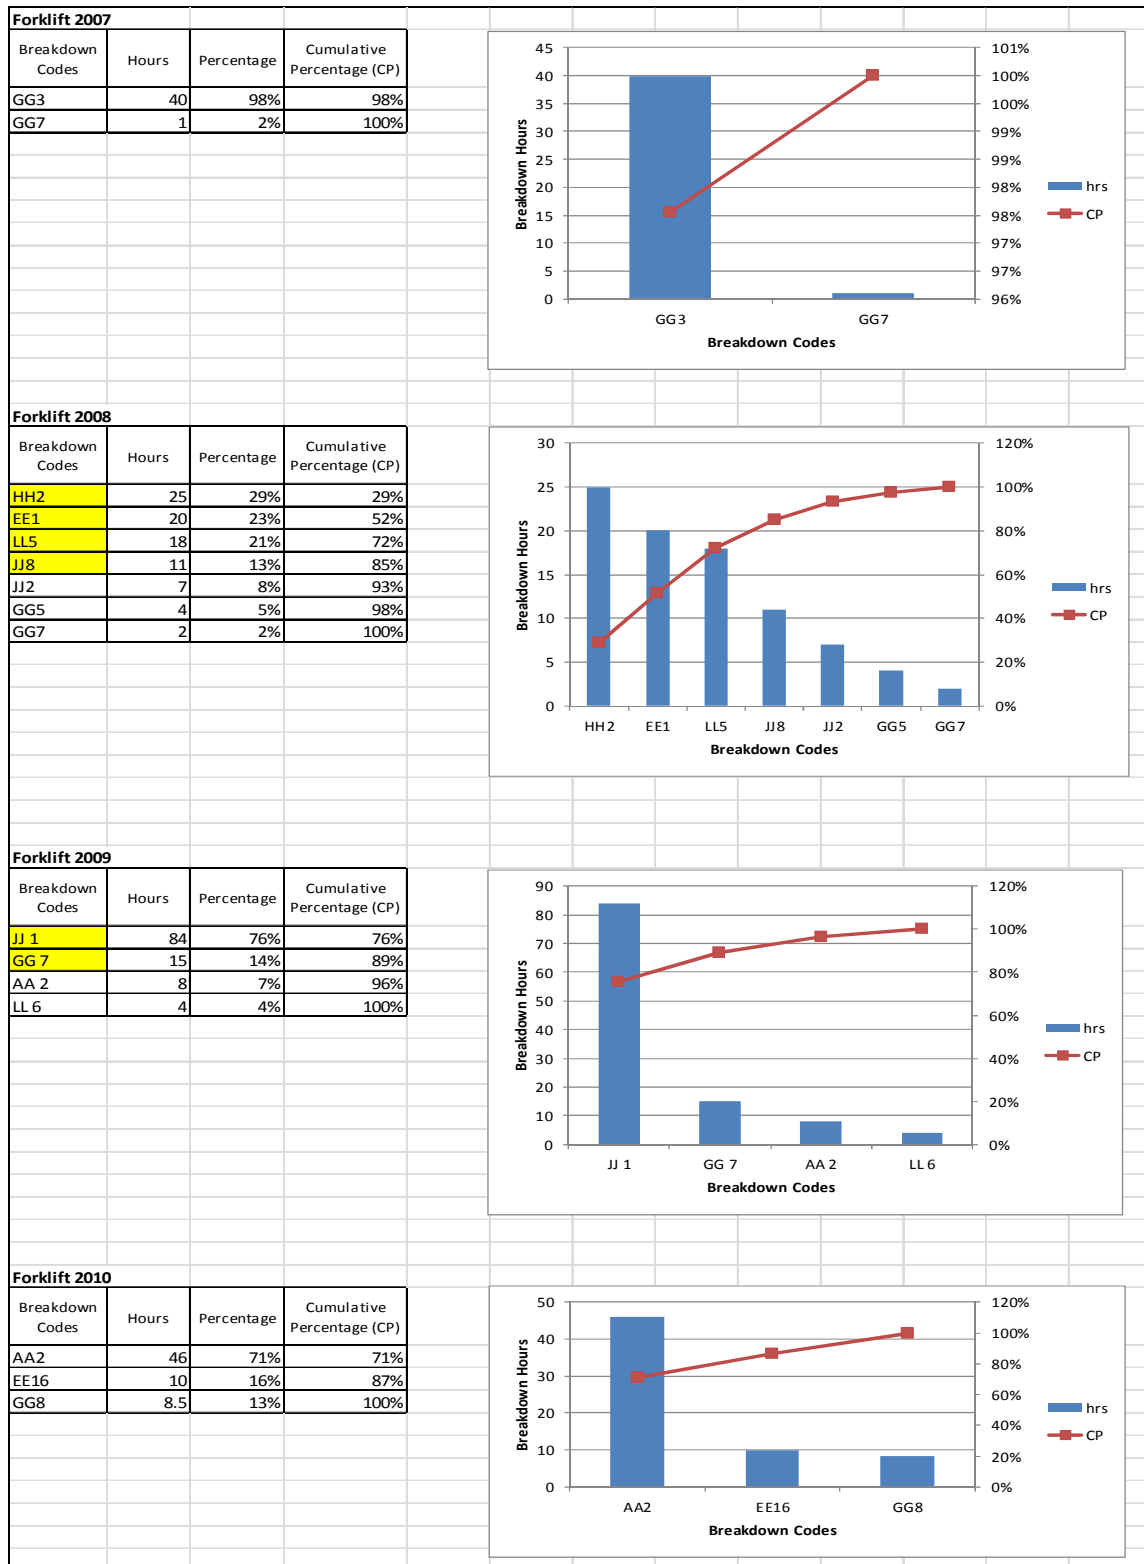 Forklift 2007
Breakdown Codes Hours Percentage Cumulative Percentage (CP)
GG3 40 98% 98%
GG7 1 2% 100%
45
40
35
30
25
20
15
10
5
0
Breakdown Hours
101%
100%
100%
99%
99%
98%
98%
97%
97%
96%
GG3 GG7
Breakdown Codes
hrs
CP
Forklift 2008
Breakdown Codes Hours Percentage Cumulative Percentage (CP)
HH2 25 29% 29%
EE1 20 23% 52%
LL5 18 21% 72%
JJ8 11 13% 85%
JJ2 7 8% 93%
GG5 4 5% 98%
GG7 2 2% 100%
30
25
20
15
10
5
0
Breakdown Hours
120%
100%
80%
60%
40%
20%
0%
HH2 EE1 LL5 JJ8 JJ2 GG5 GG7
Breakdown Codes
hrs
CP
Forklift 2009
Breakdown Codes Hours Percentage Cumulative Percentage (CP)
JJ 1 84 76% 76%
GG 7 15 14% 89%
AA 2 8 7% 96%
LL 6 4 4% 100%
90
80
70
60
50
40
30
20
10
0
Breakdown Hours
120%
100%
80%
60%
40%
20%
0%
JJ 1 GG 7 AA 2 LL 6
Breakdown Codes
hrs
CP
Forklift 2010
Breakdown Codes Hours Percentage Cumulative Percentage (CP)
AA2 46 71% 71%
EE16 10 16% 87%
GG8 8.5 13% 100%
50
40
30
20
10
0
Breakdown Hours
120%
100%
80%
60%
40%
20%
0%
AA2 EE16 GG8
Breakdown Codes
hrs
CP